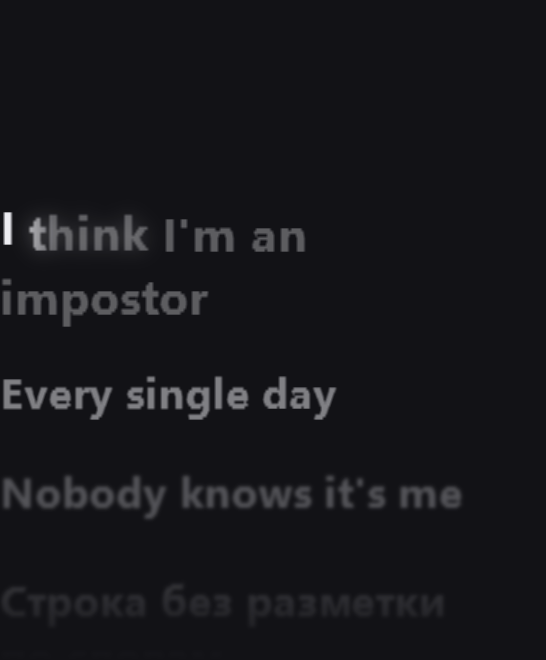 I think I'm an
impostor
Every single day
Nobody knows it's me
Строка без разметки